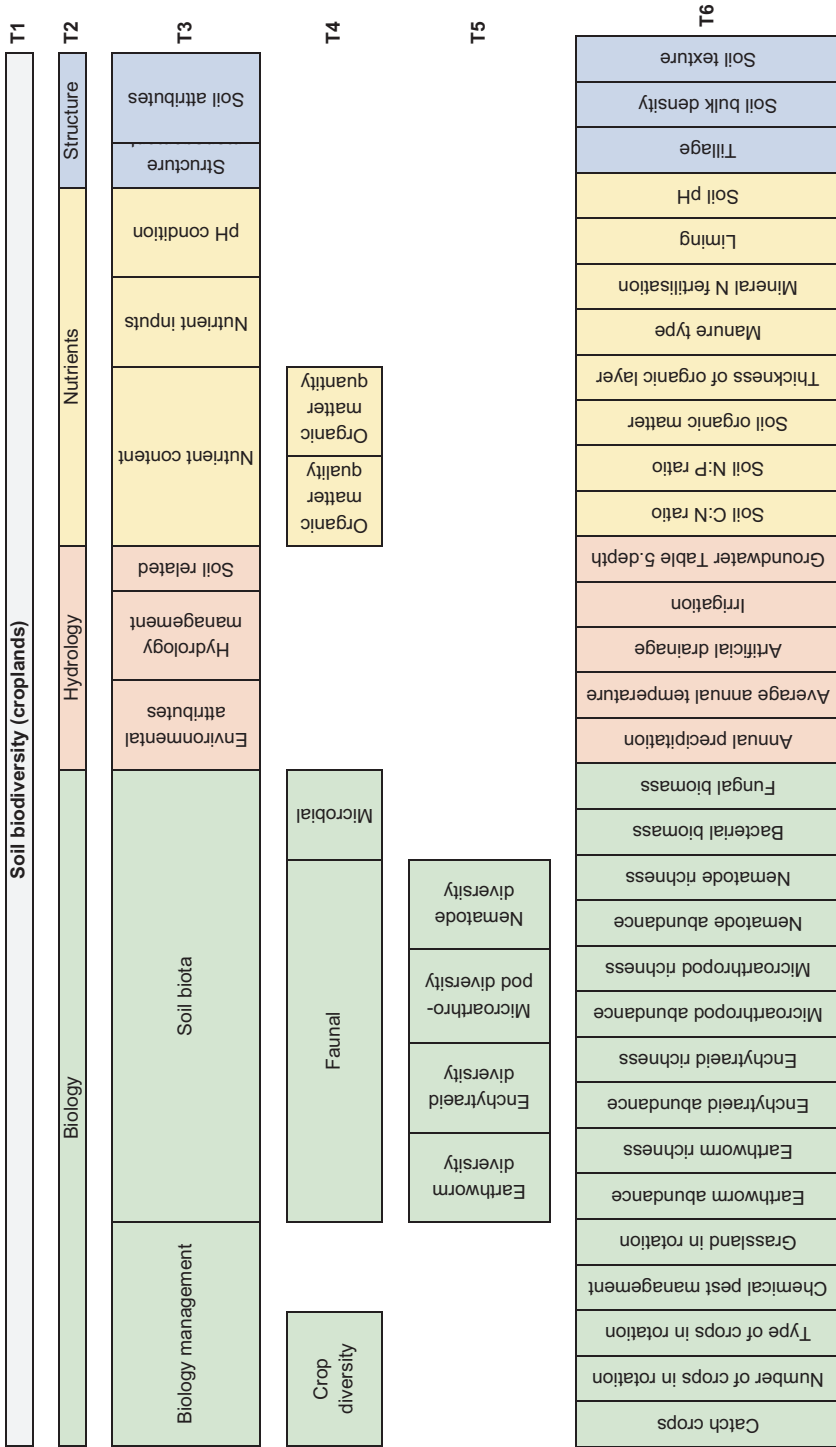 Soil biodiversity (croplands)
T1
Biology
Hydrology
Nutrients
Structure
T2
Biology management
Soil biota
Environmental
attributes
Hydrology
management
Soil related
Nutrient content
Nutrient inputs
pH condition
Structure
Soil attributes
T3
Crop
diversity
Faunal
Microbial
Organic
matter
quality
Organic
matter
quantity
T4
Earthworm
diversity
Enchytraeid
diversity
Microarthro-
pod diversity
Nematode
diversity
T5
Catch crops
Number of crops in rotation
Type of crops in rotation
Chemical pest management
Grassland in rotation
Earthworm abundance
Earthworm richness
Enchytraeid abundance
Enchytraeid richness
Microarthropod abundance
Microarthropod richness
Nematode abundance
Nematode richness
Bacterial biomass
Fungal biomass
Annual precipitation
Average annual temperature
Artificial drainage
Irrigation
Groundwater Table 5.depth
Soil C:N ratio
Soil N:P ratio
Soil organic matter
Thickness of organic layer
Manure type
Mineral N fertilisation
Liming
Soil pH
Tillage
Soil bulk density
Soil texture
T6